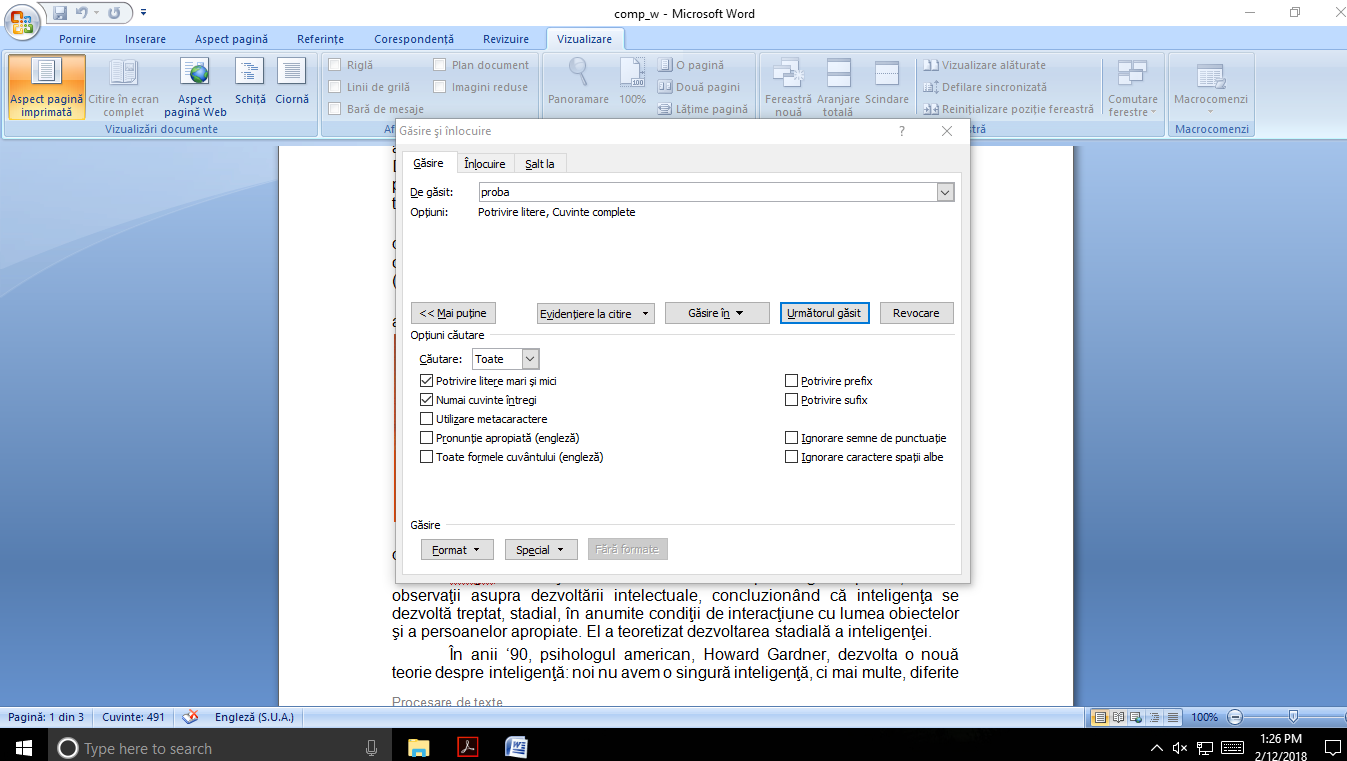 comp_w - Microsoft Word
Pornire Inserare Aspect pagină Referințe Corespondență Revizuire Vizualizare
Aspect pagină imprimată
Citire în ecran complet
Aspect pagină Web
Schiță
Ciornă
Vizualizări documente
Riglă
Linii de grilă
Bară de mesaje
Plan document
Imagini reduse
Panoramare
100%
O pagină
Două pagini
Lățime pagină
Fereastră nouă
Aranjare totală
Scindare
Vizualizare alăturate
Defilare sincronizată
Reinițializare poziție fereastră
Comutare ferestre
Macrocomenzi
Macrocomenzi
Găsire și înlocuire
?
Găsire Înlocuire Salt la
De găsit: proba
Opțiuni: Potrivire litere, Cuvinte complete
<< Mai puține Evidențiere la citire Găsire în Următorul găsit Revocare
Opțiuni căutare
Căutare: Toate
Potrivire litere mari și mici Potrivire prefix
Numai cuvinte întregi Potrivire sufix
Utilizare metacaractere
Pronunție apropiată (engleză) Ignorare semne de punctuație
Toate formele cuvântului (engleză) Ignorare caractere spații albe
Găsire
Format Special Fără formate
observaţii asupra dezvoltării intelectuale, concluzionând că inteligenţa se
dezvoltă treptat, stadial, în anumite condiţii de interacţiune cu lumea obiectelor
şi a persoanelor apropiate. El a teoretizat dezvoltarea stadială a inteligenţei.
În anii ‘90, psihologul american, Howard Gardner, dezvolta o nouă
teorie despre inteligenţă: noi nu avem o singură inteligenţă, ci mai multe, diferite
Procesare de texte
Pagină: 1 din 3 Cuvinte: 491 Engleză (S.U.A.) 100%
Type here to search
1:26 PM
2/12/2018